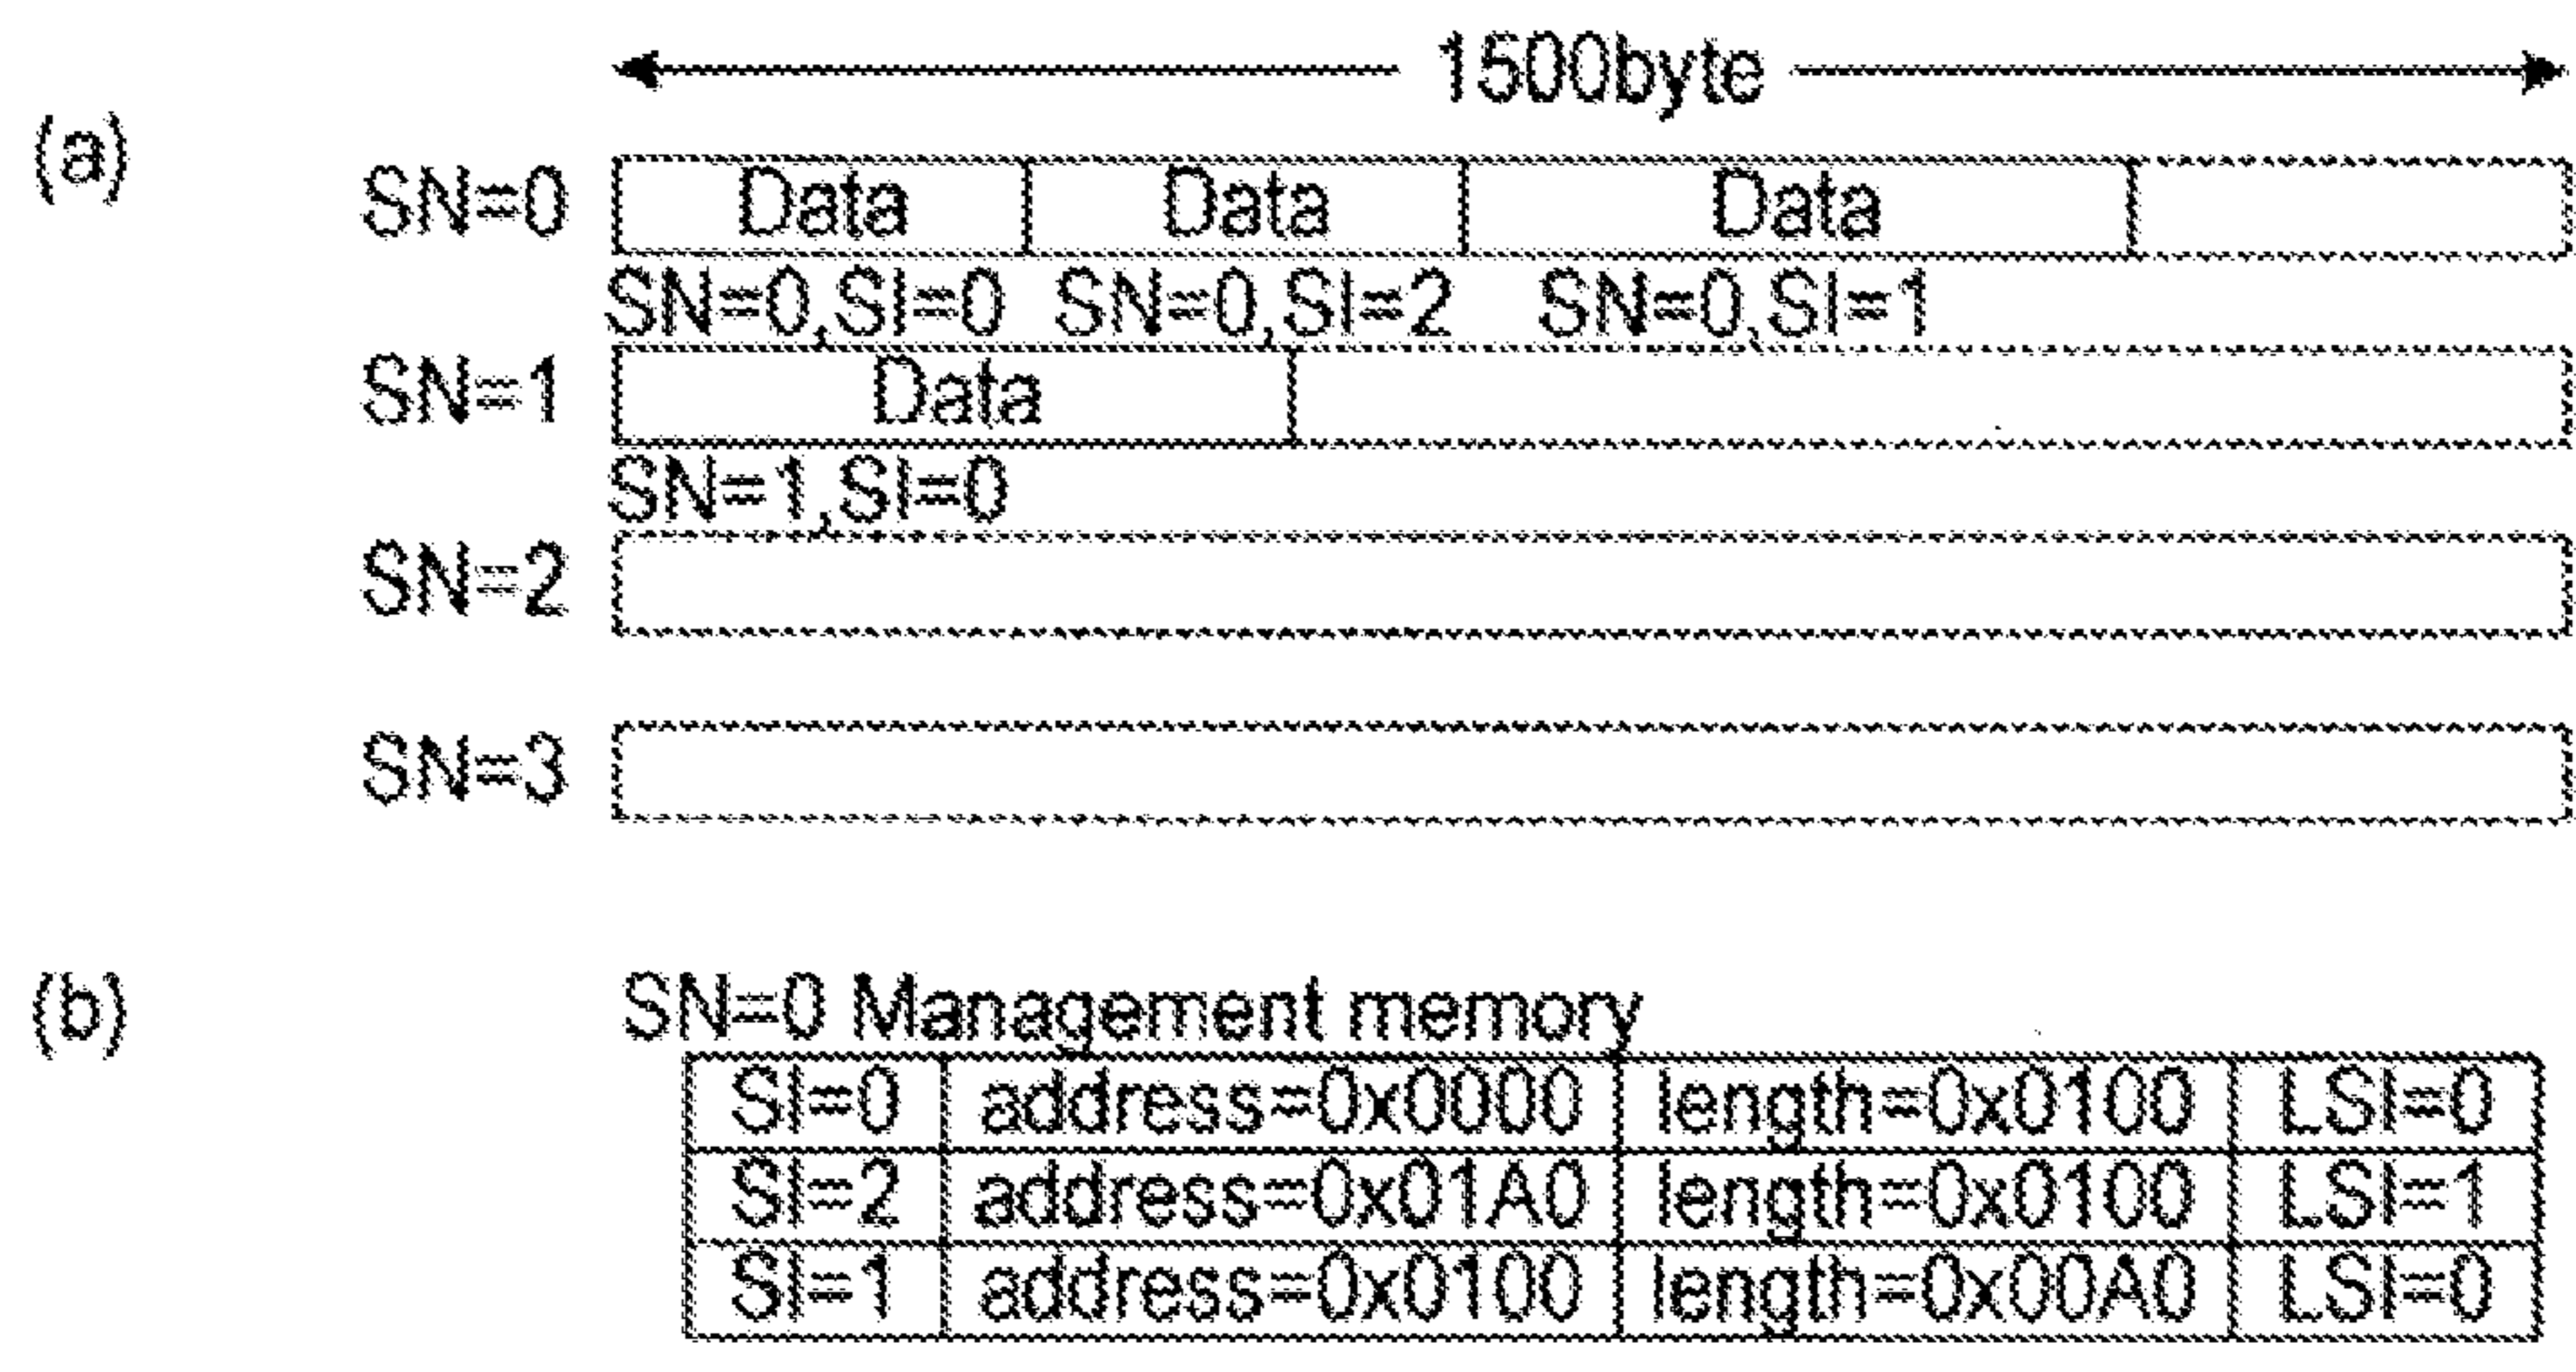 1500byte
(a)
SN=0 Data Data Data
SN=0,SI=0 SN=0,SI=2 SN=0,SI=1
SN=1 Data
SN=1,SI=0
SN=2
SN=3
(b) SN=0 Management memory
SI=0 address=0x0000 length=0x0100 LSI=0
SI=2 address=0x01A0 length=0x0100 LSI=1
SI=1 address=0x0100 length=0x00A0 LSI=0